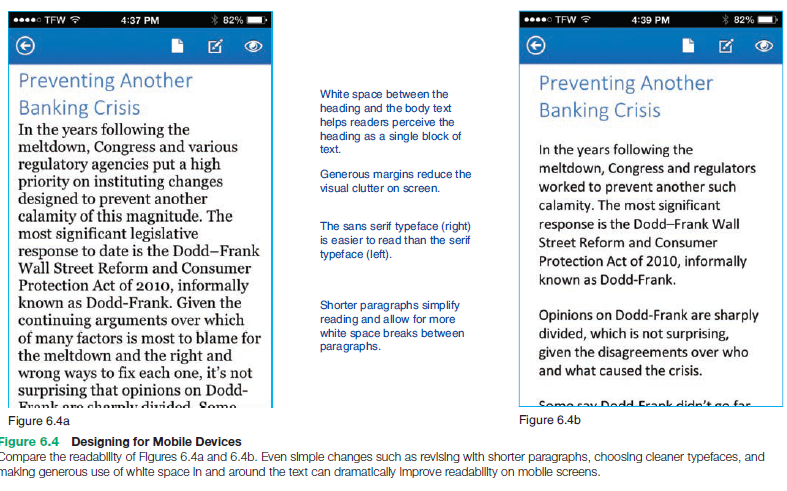 TFW 4:37 PM 82%
Preventing Another
Banking Crisis
In the years following the
meltdown, Congress and various
regulatory agencies put a high
priority on instituting changes
designed to prevent another
calamity of this magnitude. The
most significant legislative
response to date is the Dodd–Frank
Wall Street Reform and Consumer
Protection Act of 2010, informally
known as Dodd-Frank. Given the
continuing arguments over which
of many factors is most to blame for
the meltdown and the right and
wrong ways to fix each one, it's not
surprising that opinions on Dodd-
Frank are sharply divided. Some
Figure 6.4a
White space between the
heading and the body text
helps readers perceive the
heading as a single block of
text.
Generous margins reduce the
visual clutter on screen.
The sans serif typeface (right)
is easier to read than the serif
typeface (left).
Shorter paragraphs simplify
reading and allow for more
white space breaks between
paragraphs.
TFW 4:39 PM 82%
Preventing Another
Banking Crisis
In the years following the
meltdown, Congress and regulators
worked to prevent another such
calamity. The most significant
response is the Dodd–Frank Wall
Street Reform and Consumer
Protection Act of 2010, informally
known as Dodd-Frank.
Opinions on Dodd-Frank are sharply
divided, which is not surprising,
given the disagreements over who
and what caused the crisis.
Some say Dodd-Frank didn't go far
Figure 6.4b
Figure 6.4 Designing for Mobile Devices
Compare the readability of Figures 6.4a and 6.4b. Even simple changes such as revising with shorter paragraphs, choosing cleaner typefaces, and
making generous use of white space in and around the text can dramatically improve readability on mobile screens.